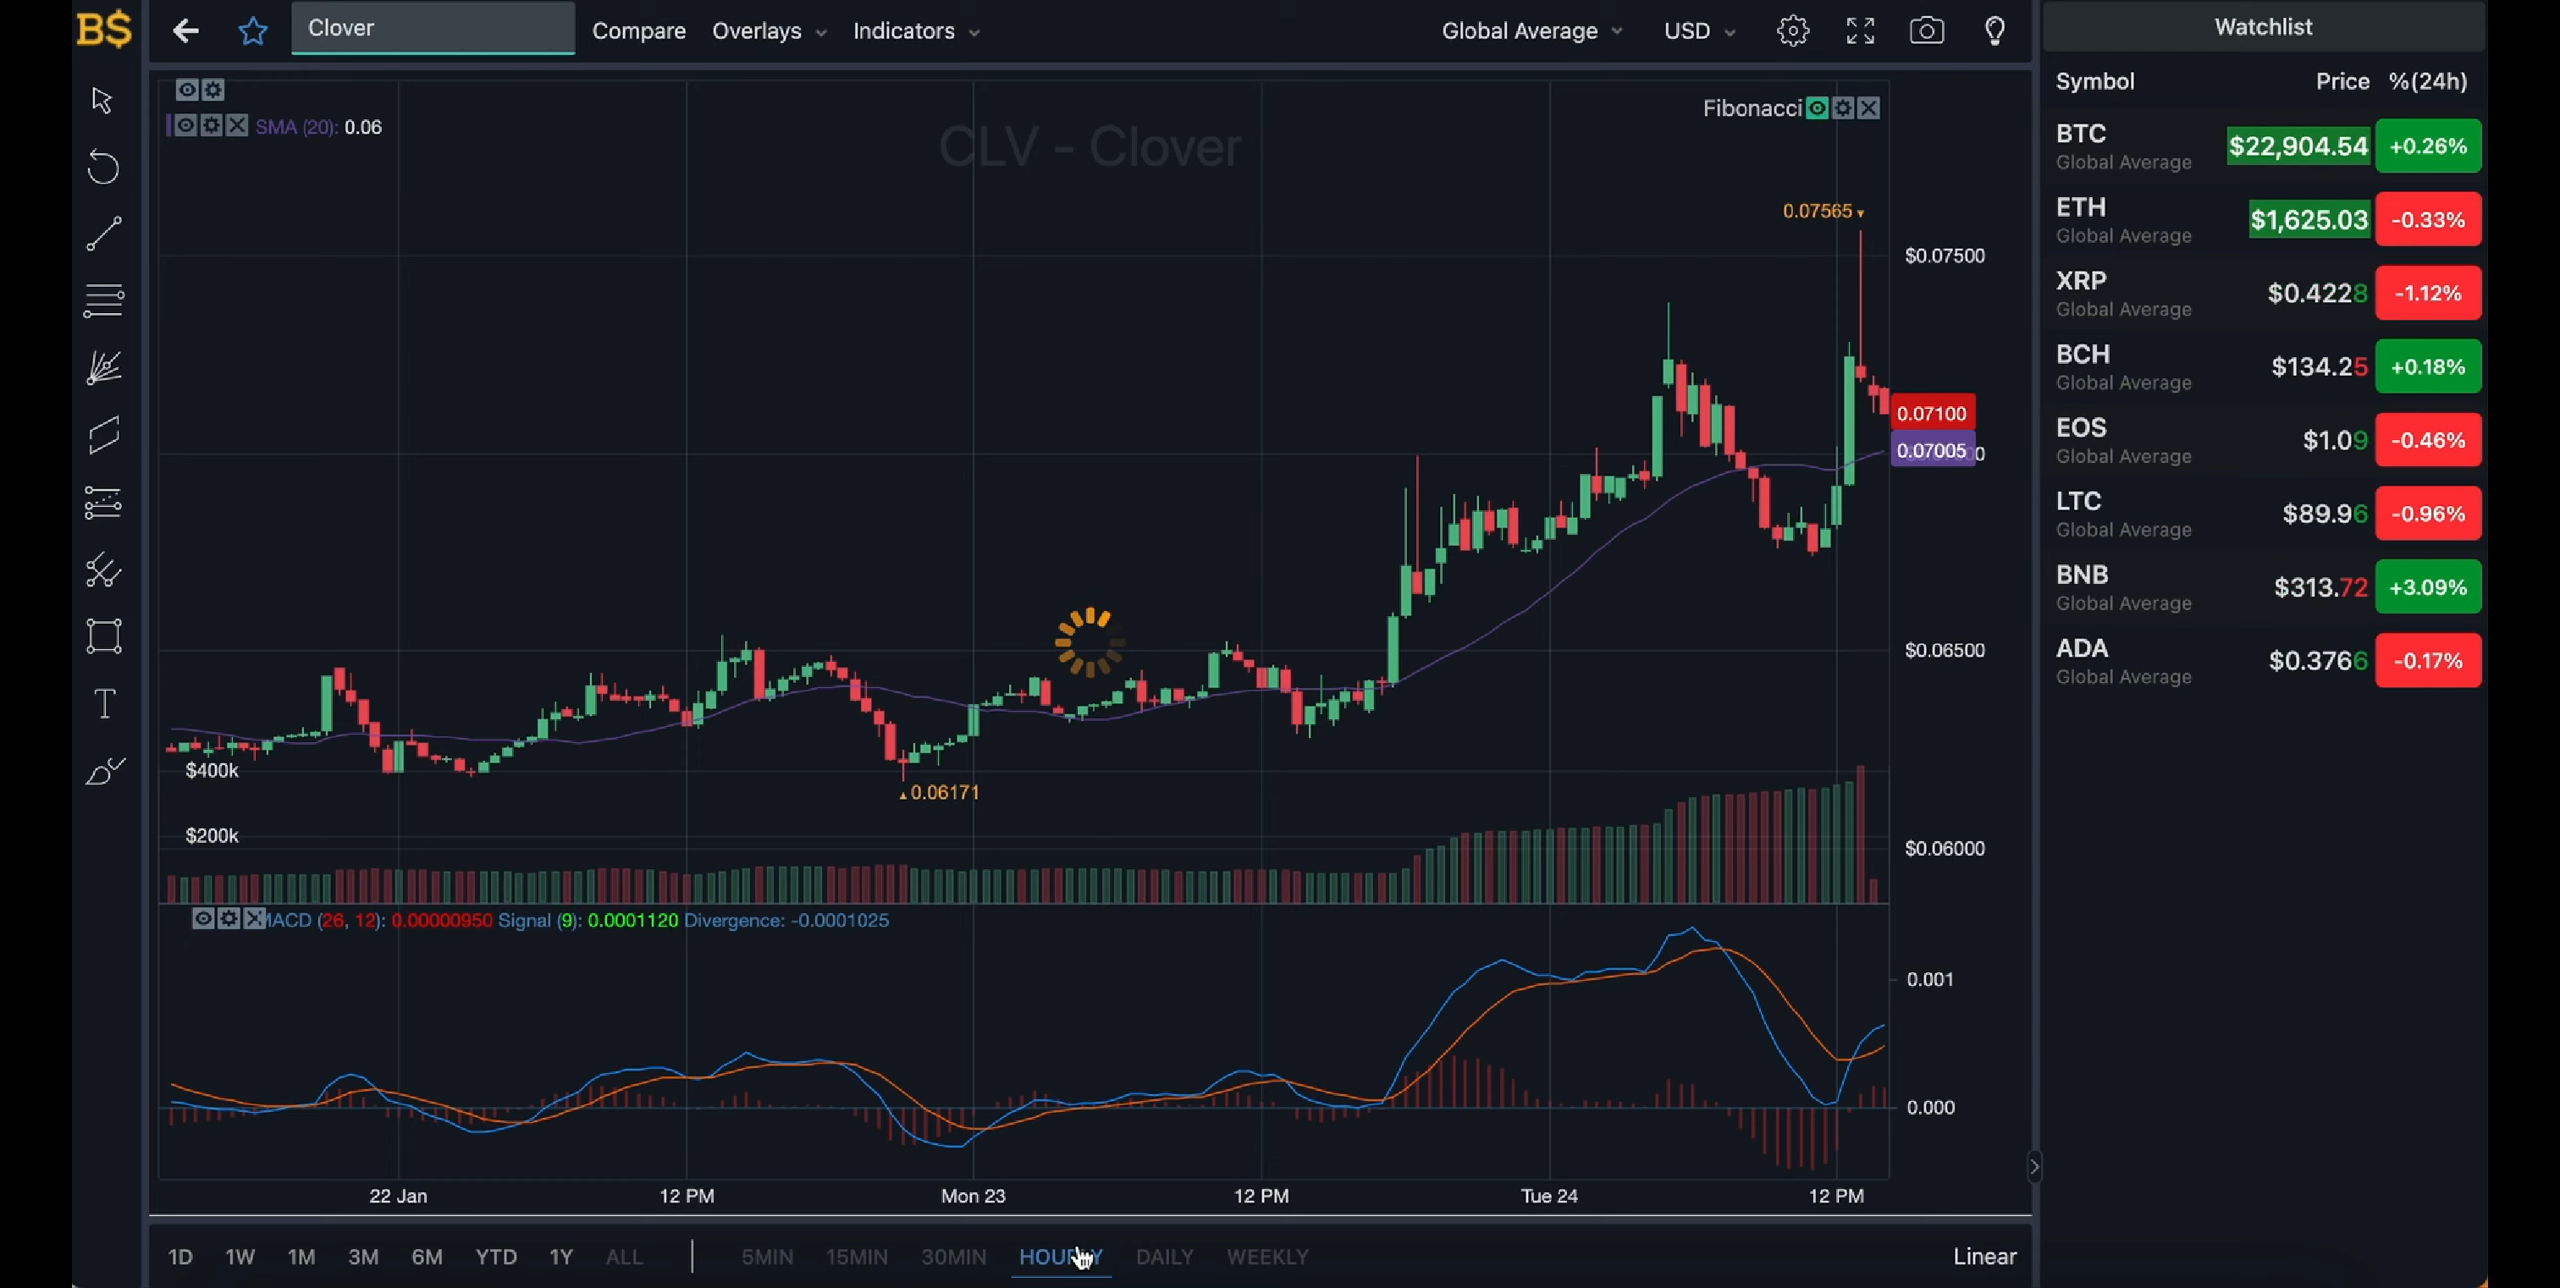 B$
Clover
Compare
Overlays
Indicators
Global Average
USD
SMA (20): 0.06
CLV - Clover
Fibonacci
0.07565
$0.07500
0.07100
0.07005
$0.06500
0.06171
$400k
$200k
$0.06000
MACD (26, 12): 0.00000950 Signal (9): 0.0001120 Divergence: -0.0001025
0.001
0.000
22 Jan
12 PM
Mon 23
12 PM
Tue 24
12 PM
1D 1W 1M 3M 6M YTD 1Y ALL 5MIN 15MIN 30MIN HOURLY DAILY WEEKLY Linear
Watchlist
Symbol Price %(24h)
BTC $22,904.54 +0.26%
Global Average
ETH $1,625.03 -0.33%
Global Average
XRP $0.4228 -1.12%
Global Average
BCH $134.25 +0.18%
Global Average
EOS $1.09 -0.46%
Global Average
LTC $89.96 -0.96%
Global Average
BNB $313.72 +3.09%
Global Average
ADA $0.3766 -0.17%
Global Average